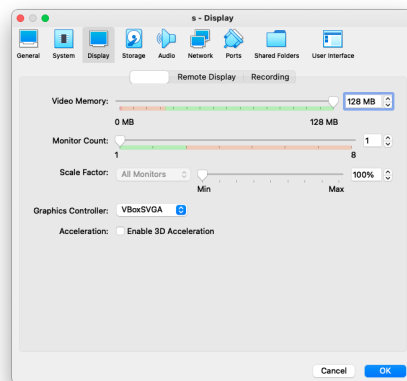 s - Display
General System Display Storage Audio Network Ports Shared Folders User Interface
Remote Display Recording
Video Memory: 128 MB
0 MB 128 MB
Monitor Count: 1
1 8
Scale Factor: All Monitors 100%
Min Max
Graphics Controller: VBoxSVGA
Acceleration: Enable 3D Acceleration
Cancel OK